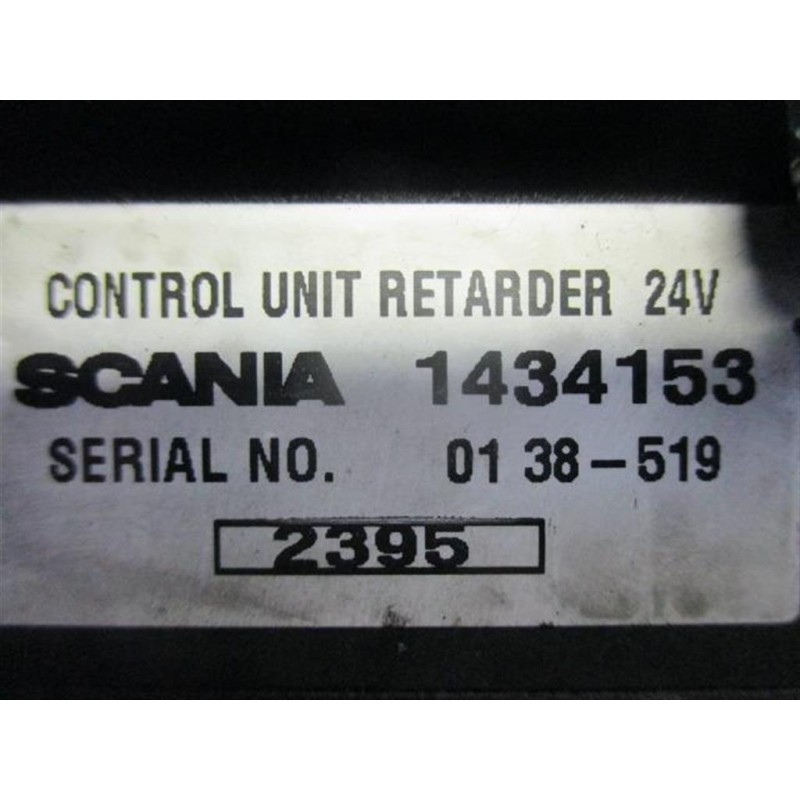 CONTROL UNIT RETARDER 24V
SCANIA 1434153
SERIAL NO. 01 38-519
2395